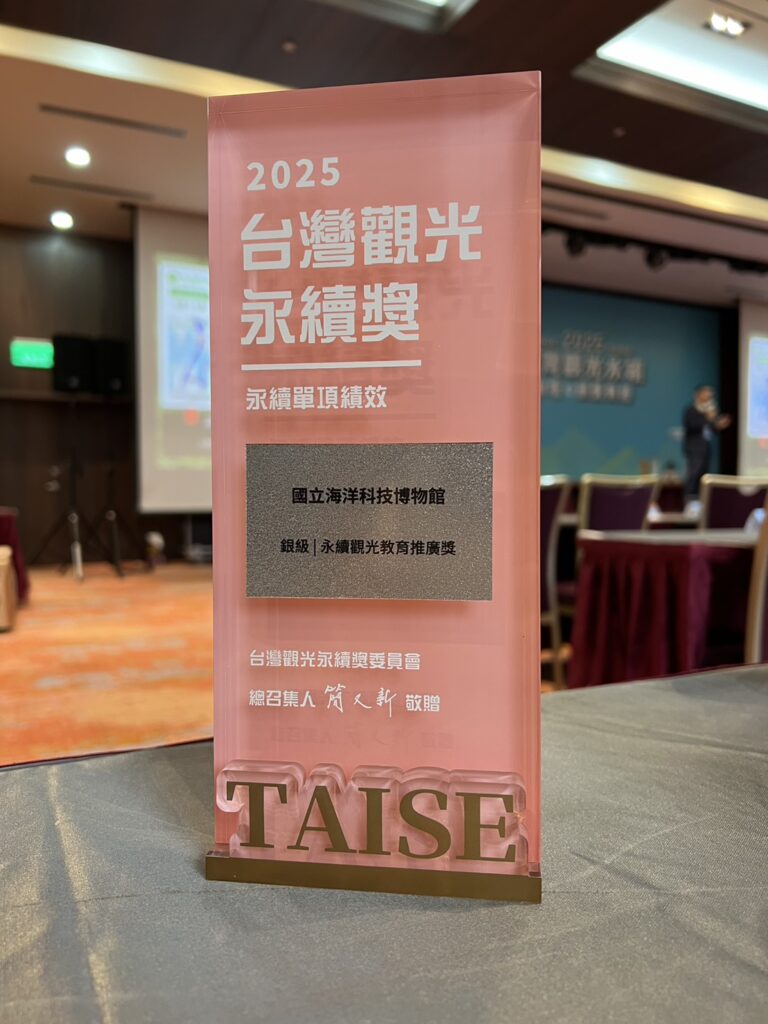 2025
台灣觀光
永續獎
永續單項績效
國立海洋科技博物館
銀級 | 永續觀光教育推廣獎
台灣觀光永續獎委員會
總召集人 簡又新 敬贈
TAISE
2025